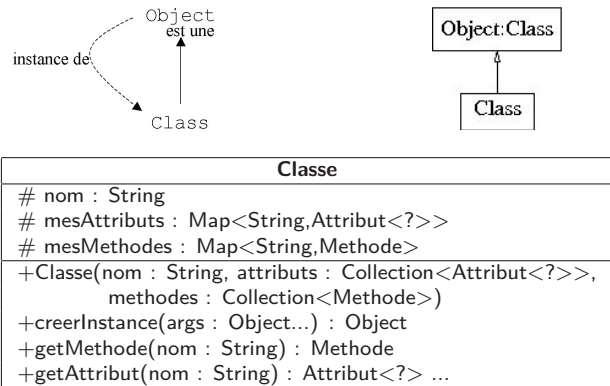 Object
est une
instance de
Class
Object:Class
Class
Classe
# nom : String
# mesAttributs : Map<String,Attribut<?>>
# mesMethodes : Map<String,Methode>
+Classe(nom : String, attributs : Collection<Attribut<?>>,
methodes : Collection<Methode>)
+creerInstance(args : Object...) : Object
+getMethode(nom : String) : Methode
+getAttribut(nom : String) : Attribut<?> ...